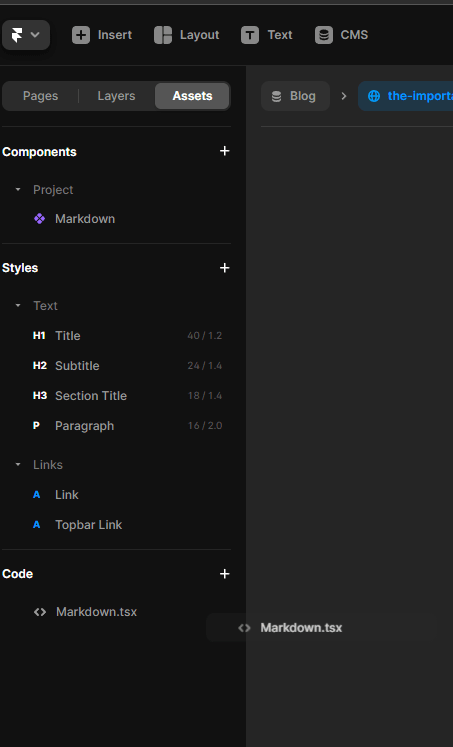 Insert Layout Text CMS
Pages Layers Assets
Blog the-importa
Components
Project
Markdown
Styles
Text
H1 Title 40 / 1.2
H2 Subtitle 24 / 1.4
H3 Section Title 18 / 1.4
P Paragraph 16 / 2.0
Links
A Link
A Topbar Link
Code
Markdown.tsx
Markdown.tsx